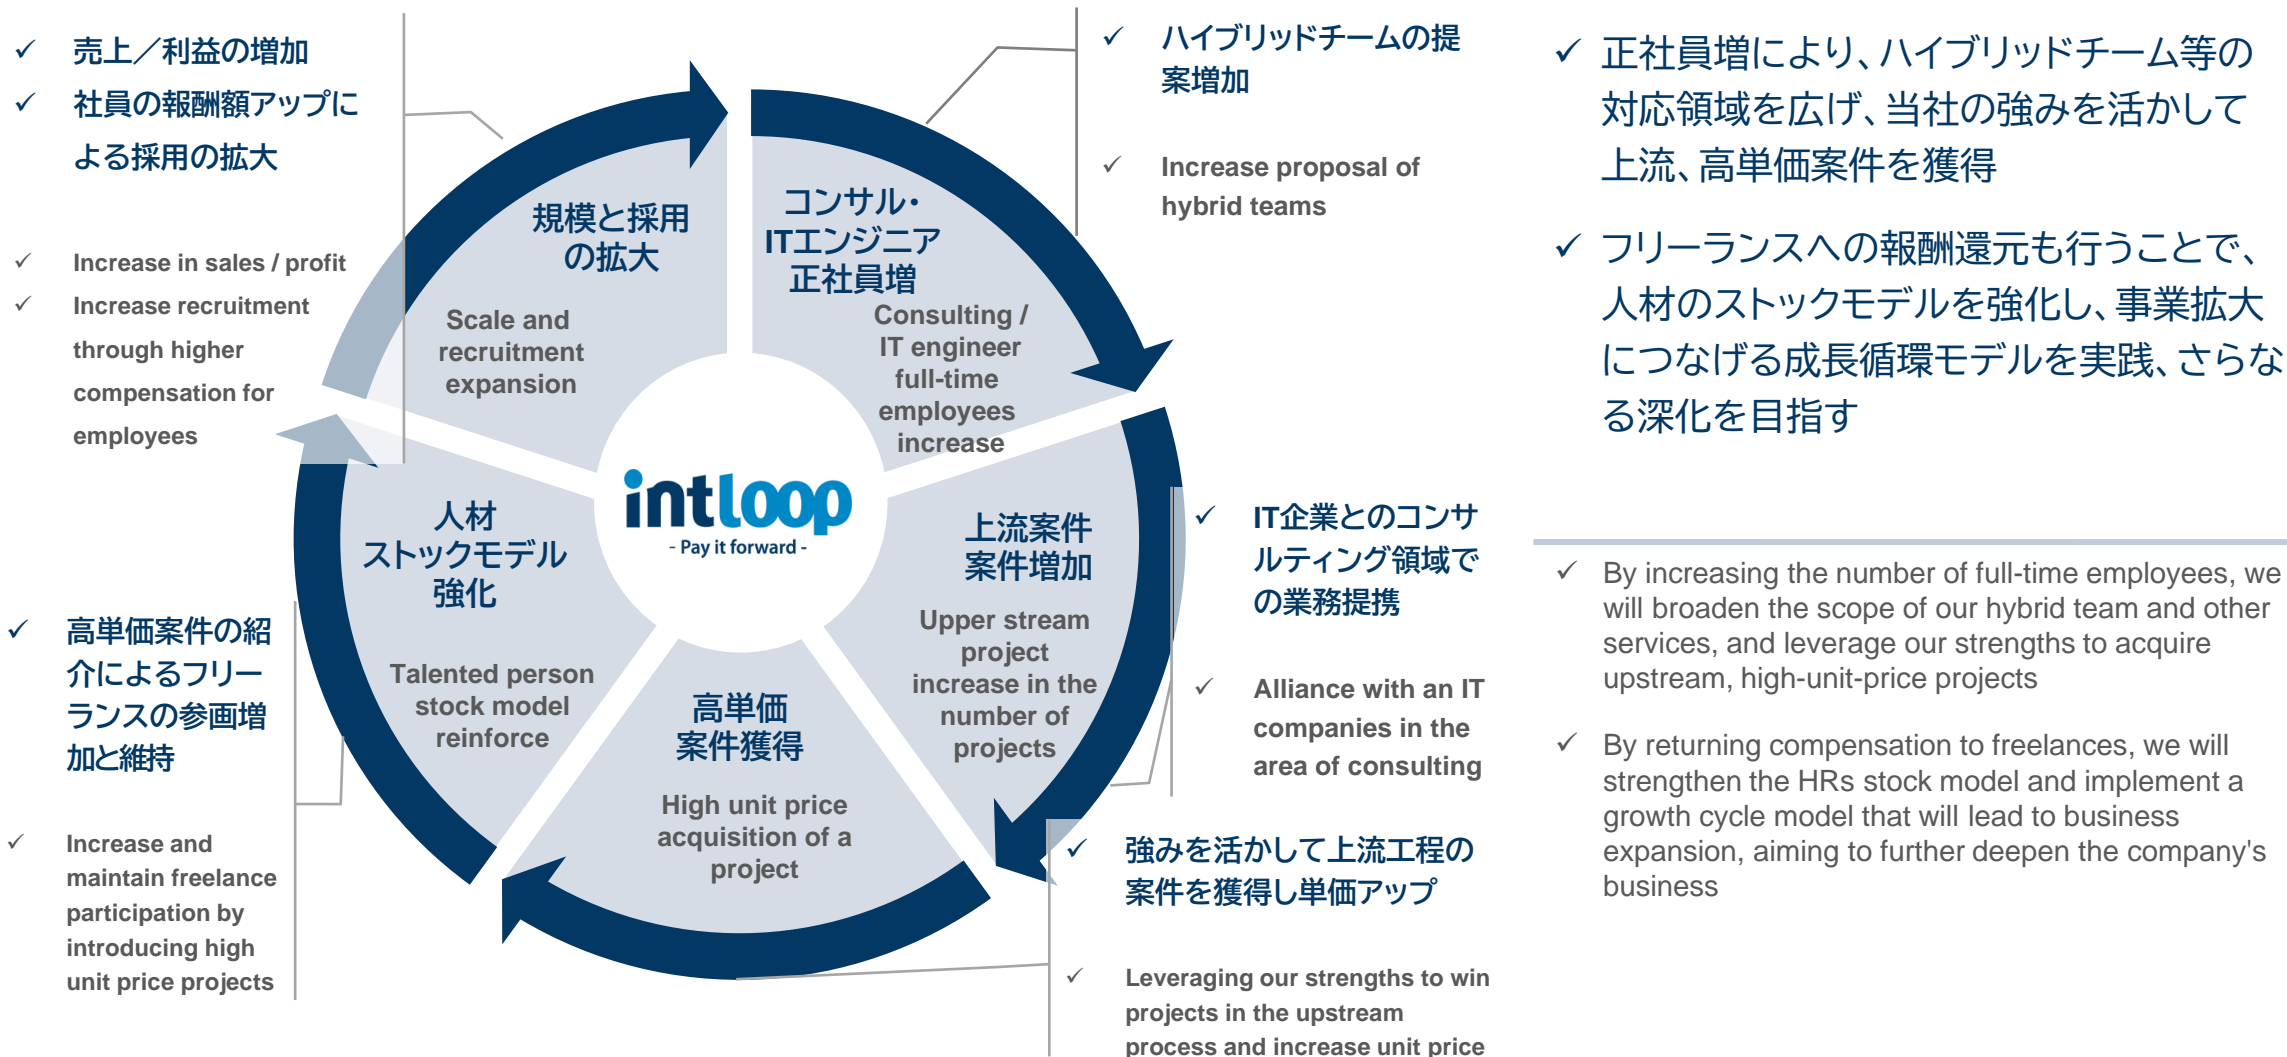 ✓ 売上／利益の増加
✓ 社員の報酬額アップに
よる採用の拡大
✓ Increase in sales / profit
✓ Increase recruitment
through higher
compensation for
employees
規模と採用
の拡大
Scale and
recruitment
expansion
コンサル・
ITエンジニア
正社員増
Consulting /
IT engineer
full-time
employees
increase
✓ ハイブリッドチームの提
案増加
✓ Increase proposal of
hybrid teams
intloop
- Pay it forward -
上流案件
案件増加
Upper stream
project
increase in the
number of
projects
✓ IT企業とのコンサ
ルティング領域で
の業務提携
✓ Alliance with an IT
companies in the
area of consulting
高単価
案件獲得
High unit price
acquisition of a
project
✓ 強みを活かして上流工程の
案件を獲得し単価アップ
✓ Leveraging our strengths to win
projects in the upstream
process and increase unit price
人材
ストックモデル
強化
Talented person
stock model
reinforce
✓ 高単価案件の紹
介によるフリー
ランスの参画増
加と維持
✓ Increase and
maintain freelance
participation by
introducing high
unit price projects
✓ 正社員増により、ハイブリッドチーム等の
対応領域を広げ、当社の強みを活かして
上流、高単価案件を獲得
✓ フリーランスへの報酬還元も行うことで、
人材のストックモデルを強化し、事業拡大
につなげる成長循環モデルを実践、さらな
る深化を目指す
✓ By increasing the number of full-time employees, we
will broaden the scope of our hybrid team and other
services, and leverage our strengths to acquire
upstream, high-unit-price projects
✓ By returning compensation to freelances, we will
strengthen the HRs stock model and implement a
growth cycle model that will lead to business
expansion, aiming to further deepen the company's
business